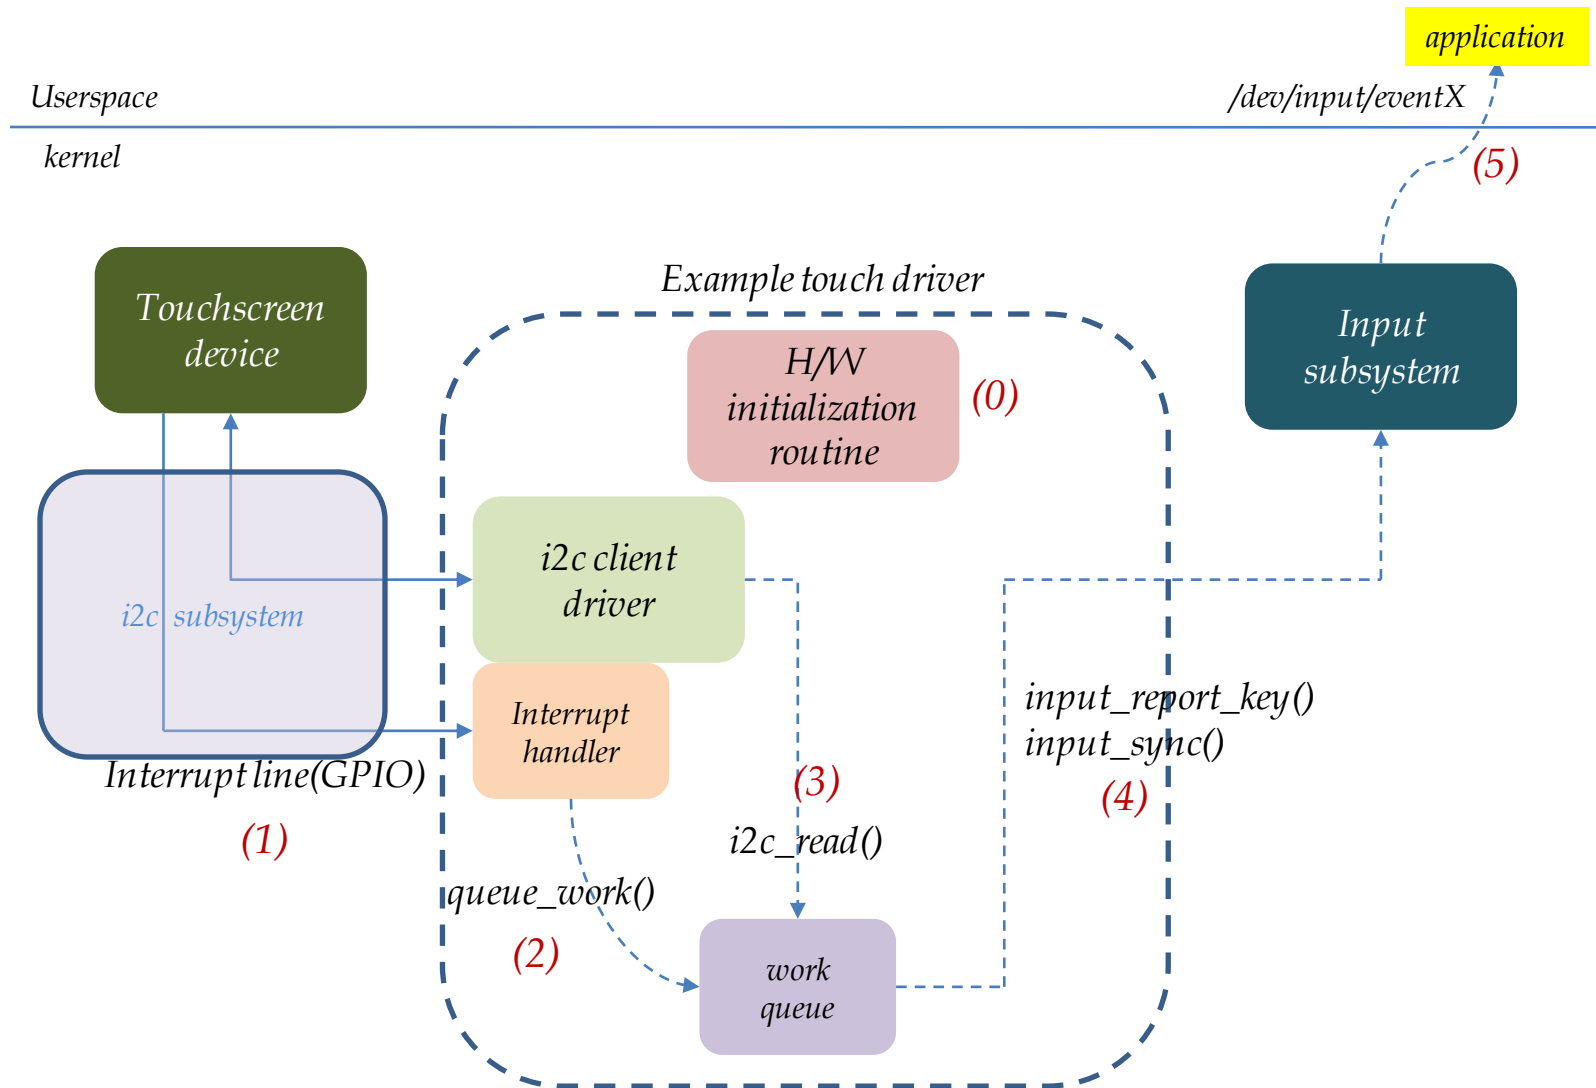 application
Userspace
/dev/input/eventX
kernel
(5)
Touchscreen
device
Example touch driver
H/W
initialization
routine
(0)
Input
subsystem
i2c client
driver
i2c subsystem
Interrupt
handler
Interrupt line(GPIO)
(1)
input_report_key()
input_sync()
(4)
(3)
i2c_read()
queue_work()
(2)
work
queue